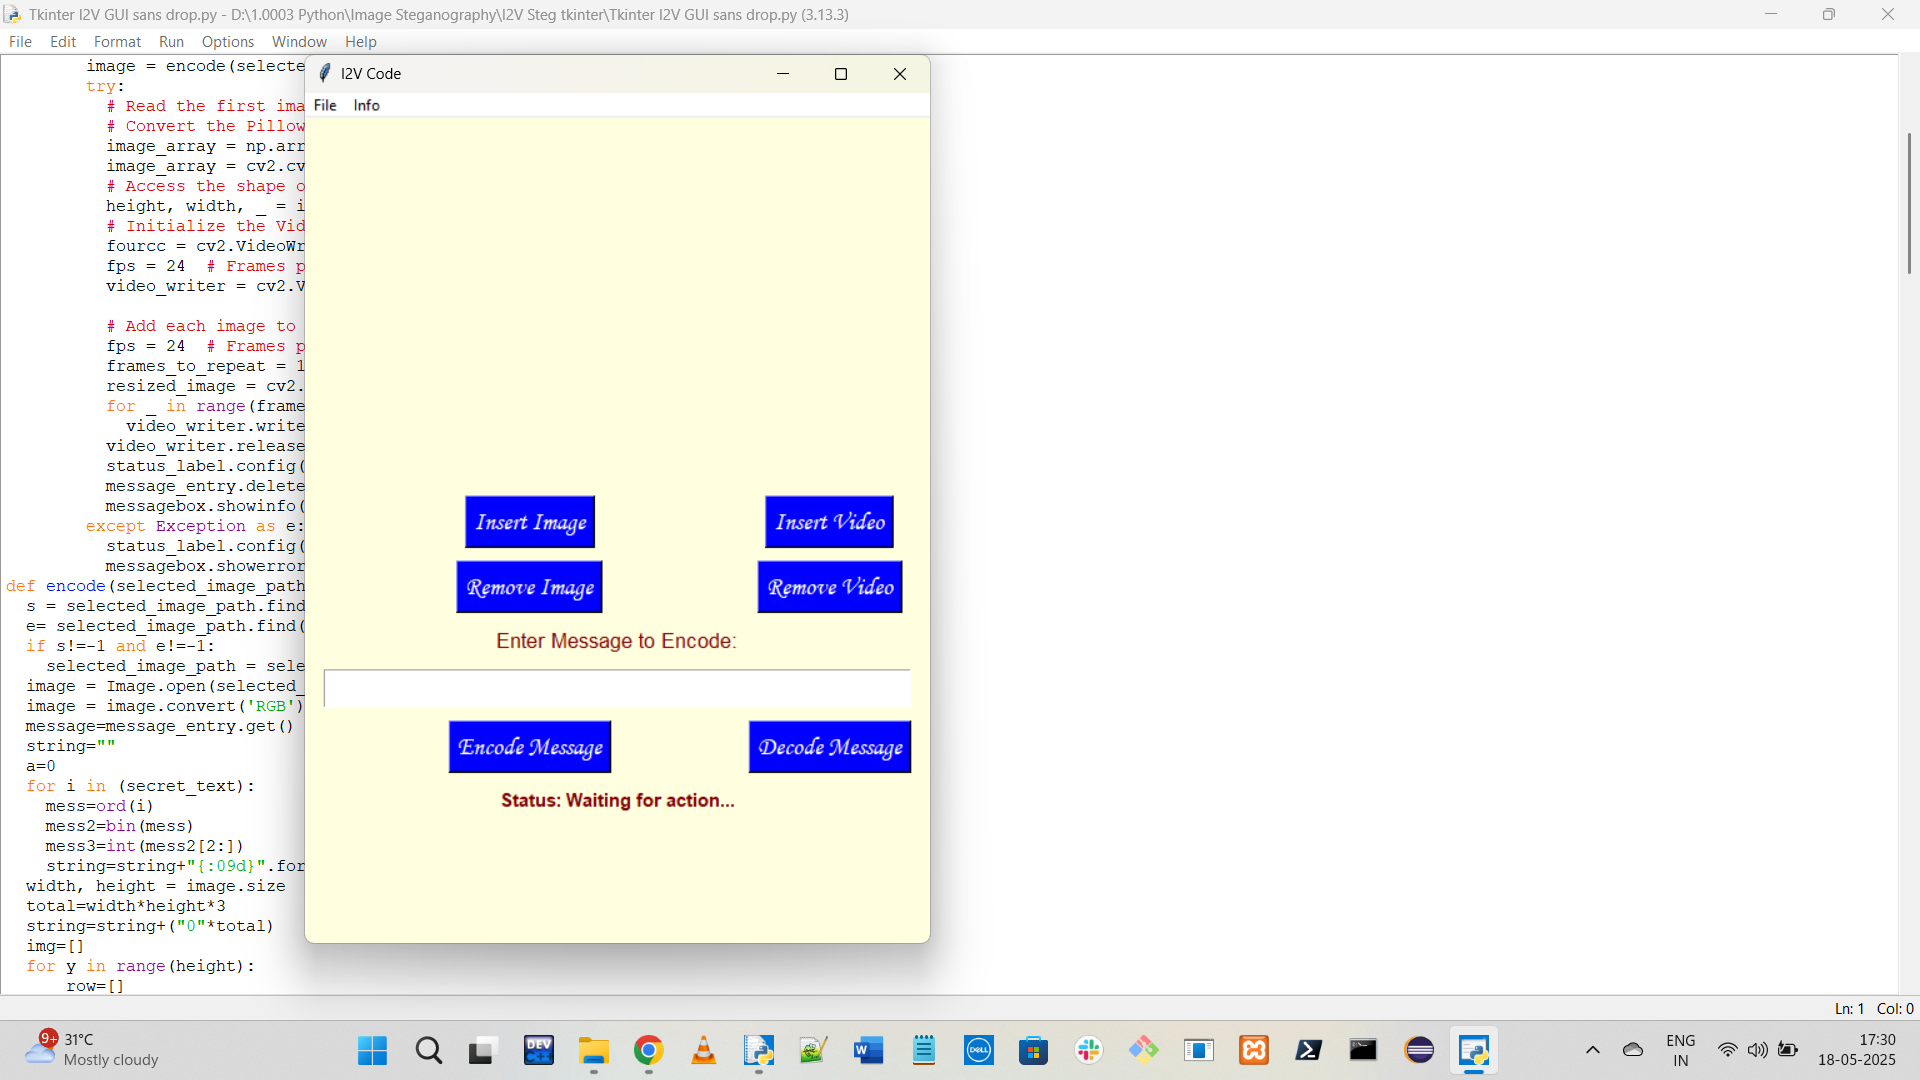 Tkinter I2V GUI sans drop.py - D:\1.0003 Python\Image Steganography\I2V Steg tkinter\Tkinter I2V GUI sans drop.py (3.13.3)
File Edit Format Run Options Window Help
image = encode(selecte
try:
# Read the first ima
# Convert the Pillow
image_array = np.arr
image_array = cv2.cv
# Access the shape o
height, width, _ = i
# Initialize the Vid
fourcc = cv2.VideoWr
fps = 24  # Frames p
video_writer = cv2.V
# Add each image to
fps = 24  # Frames p
frames_to_repeat = 1
resized_image = cv2.
for _ in range(frame
video_writer.write
video_writer.release
status_label.config(
message_entry.delete
messagebox.showinfo(
except Exception as e:
status_label.config(
messagebox.showerror
def encode(selected_image_path
s = selected_image_path.find
e= selected_image_path.find(
if s!=-1 and e!=-1:
selected_image_path = sele
image = Image.open(selected_
image = image.convert('RGB')
message=message_entry.get()
string=""
a=0
for i in (secret_text):
mess=ord(i)
mess2=bin(mess)
mess3=int(mess2[2:])
string=string+"{:09d}".for
width, height = image.size
total=width*height*3
string=string+("0"*total)
img=[]
for y in range(height):
row=[]
I2V Code
File Info
Insert Image Insert Video
Remove Image Remove Video
Enter Message to Encode:
Encode Message Decode Message
Status: Waiting for action...
Ln: 1 Col: 0
9+ 31°C
Mostly cloudy
DEV C++
DELL
ENG
IN
17:30
18-05-2025